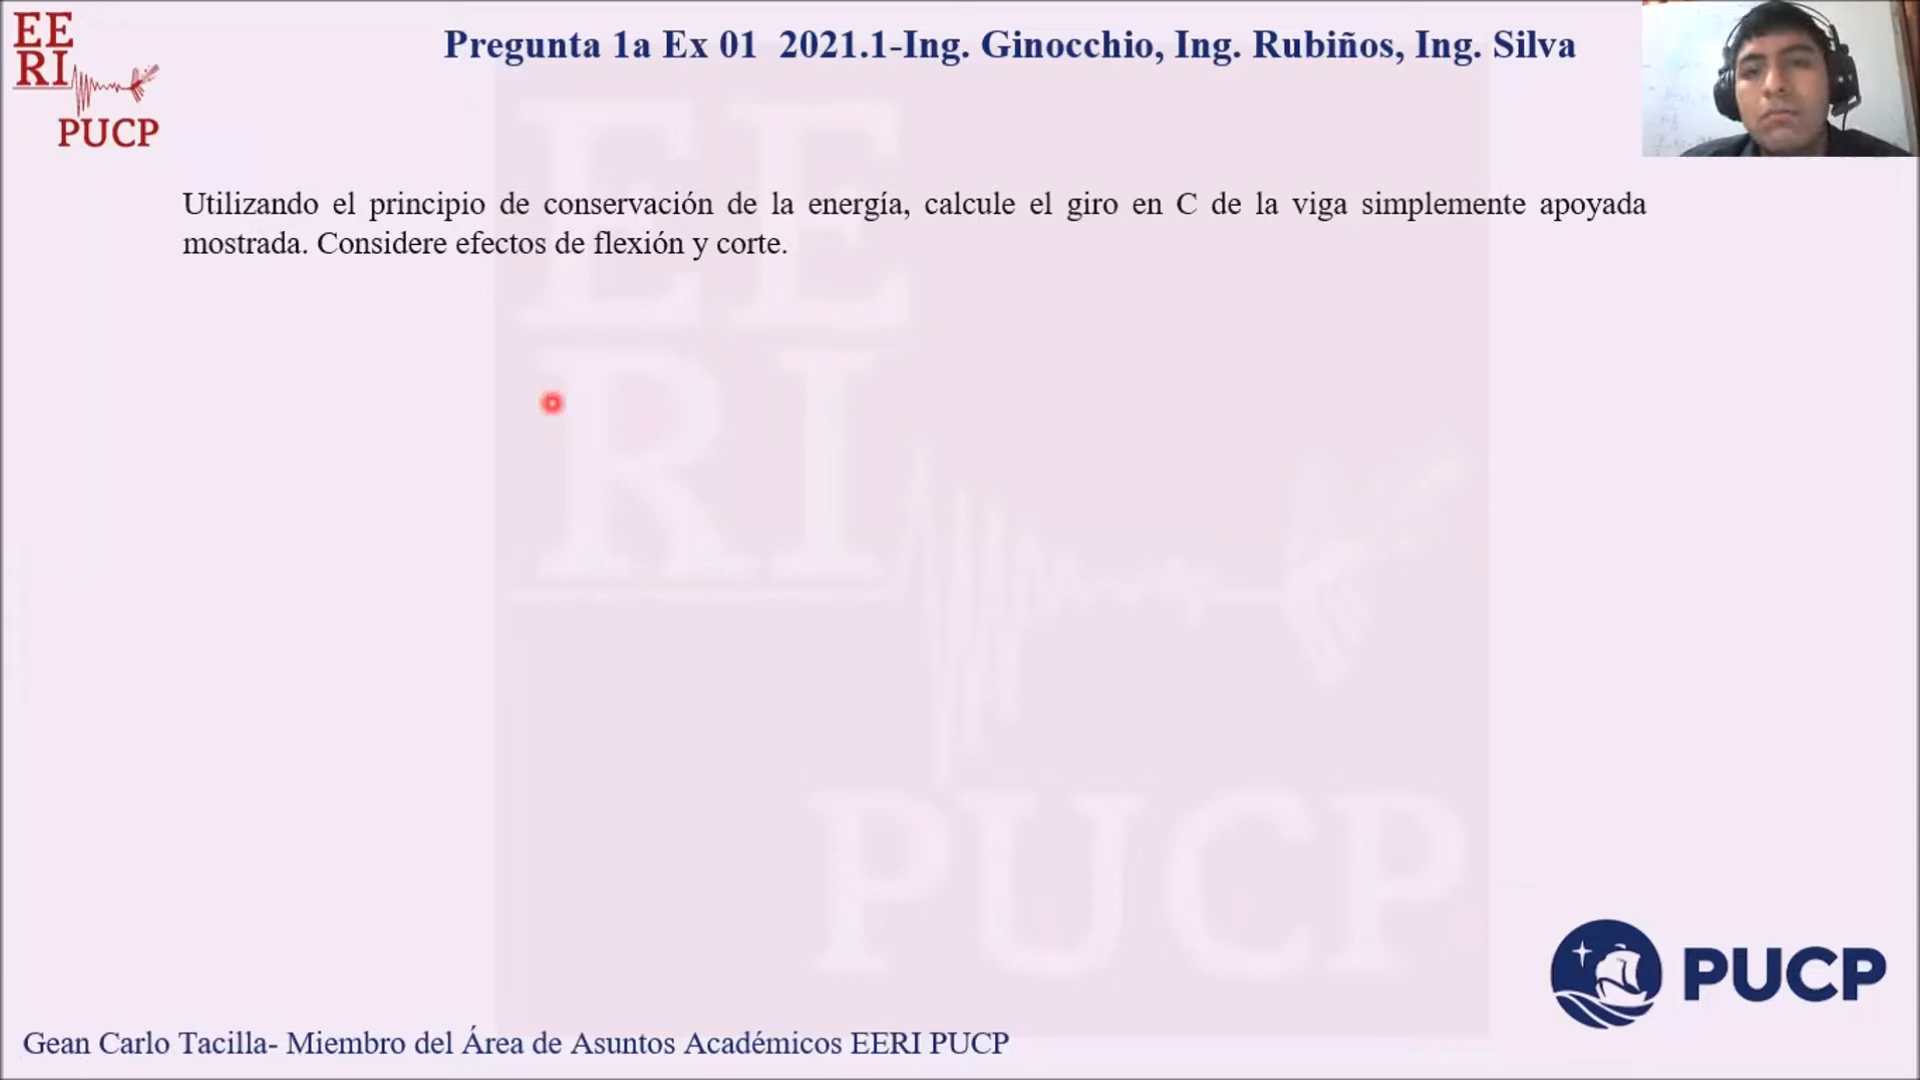 EE
RI
PUCP
Pregunta 1a Ex 01 2021.1-Ing. Ginocchio, Ing. Rubiños, Ing. Silva
Utilizando el principio de conservación de la energía, calcule el giro en C de la viga simplemente apoyada
mostrada. Considere efectos de flexión y corte.
EE
RI
PUCP
PUCP
Gean Carlo Tacilla- Miembro del Área de Asuntos Académicos EERI PUCP